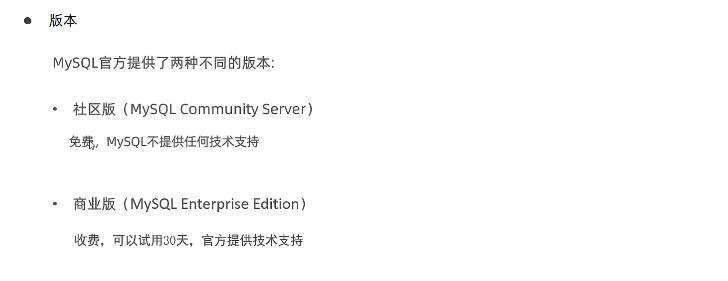 ● 版本
MySQL官方提供了两种不同的版本：
• 社区版（MySQL Community Server）
免费，MySQL不提供任何技术支持
• 商业版（MySQL Enterprise Edition）
收费，可以试用30天，官方提供技术支持